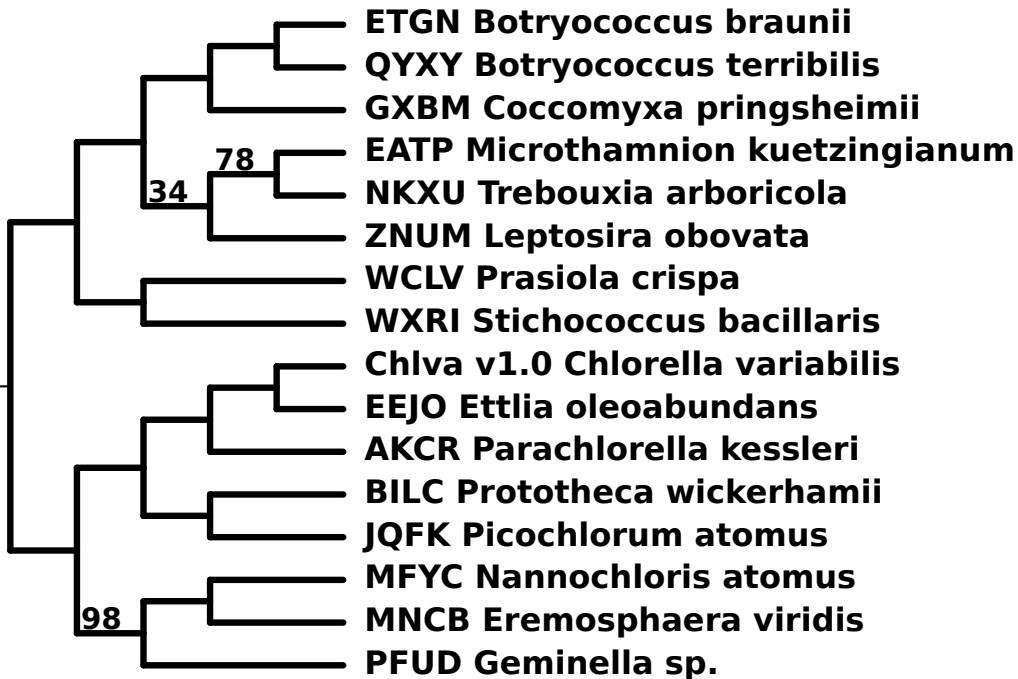 ETGN Botryococcus braunii
QYXY Botryococcus terribilis
GXBM Coccomyxa pringsheimii
EATP Microthamnion kuetzingianum
78
NKXU Trebouxia arboricola
34
ZNUM Leptosira obovata
WCLV Prasiola crispa
WXRI Stichococcus bacillaris
Chlva v1.0 Chlorella variabilis
EEJO Ettlia oleoabundans
AKCR Parachlorella kessleri
BILC Prototheca wickerhamii
JQFK Picochlorum atomus
MFYC Nannochloris atomus
98
MNCB Eremosphaera viridis
PFUD Geminella sp.